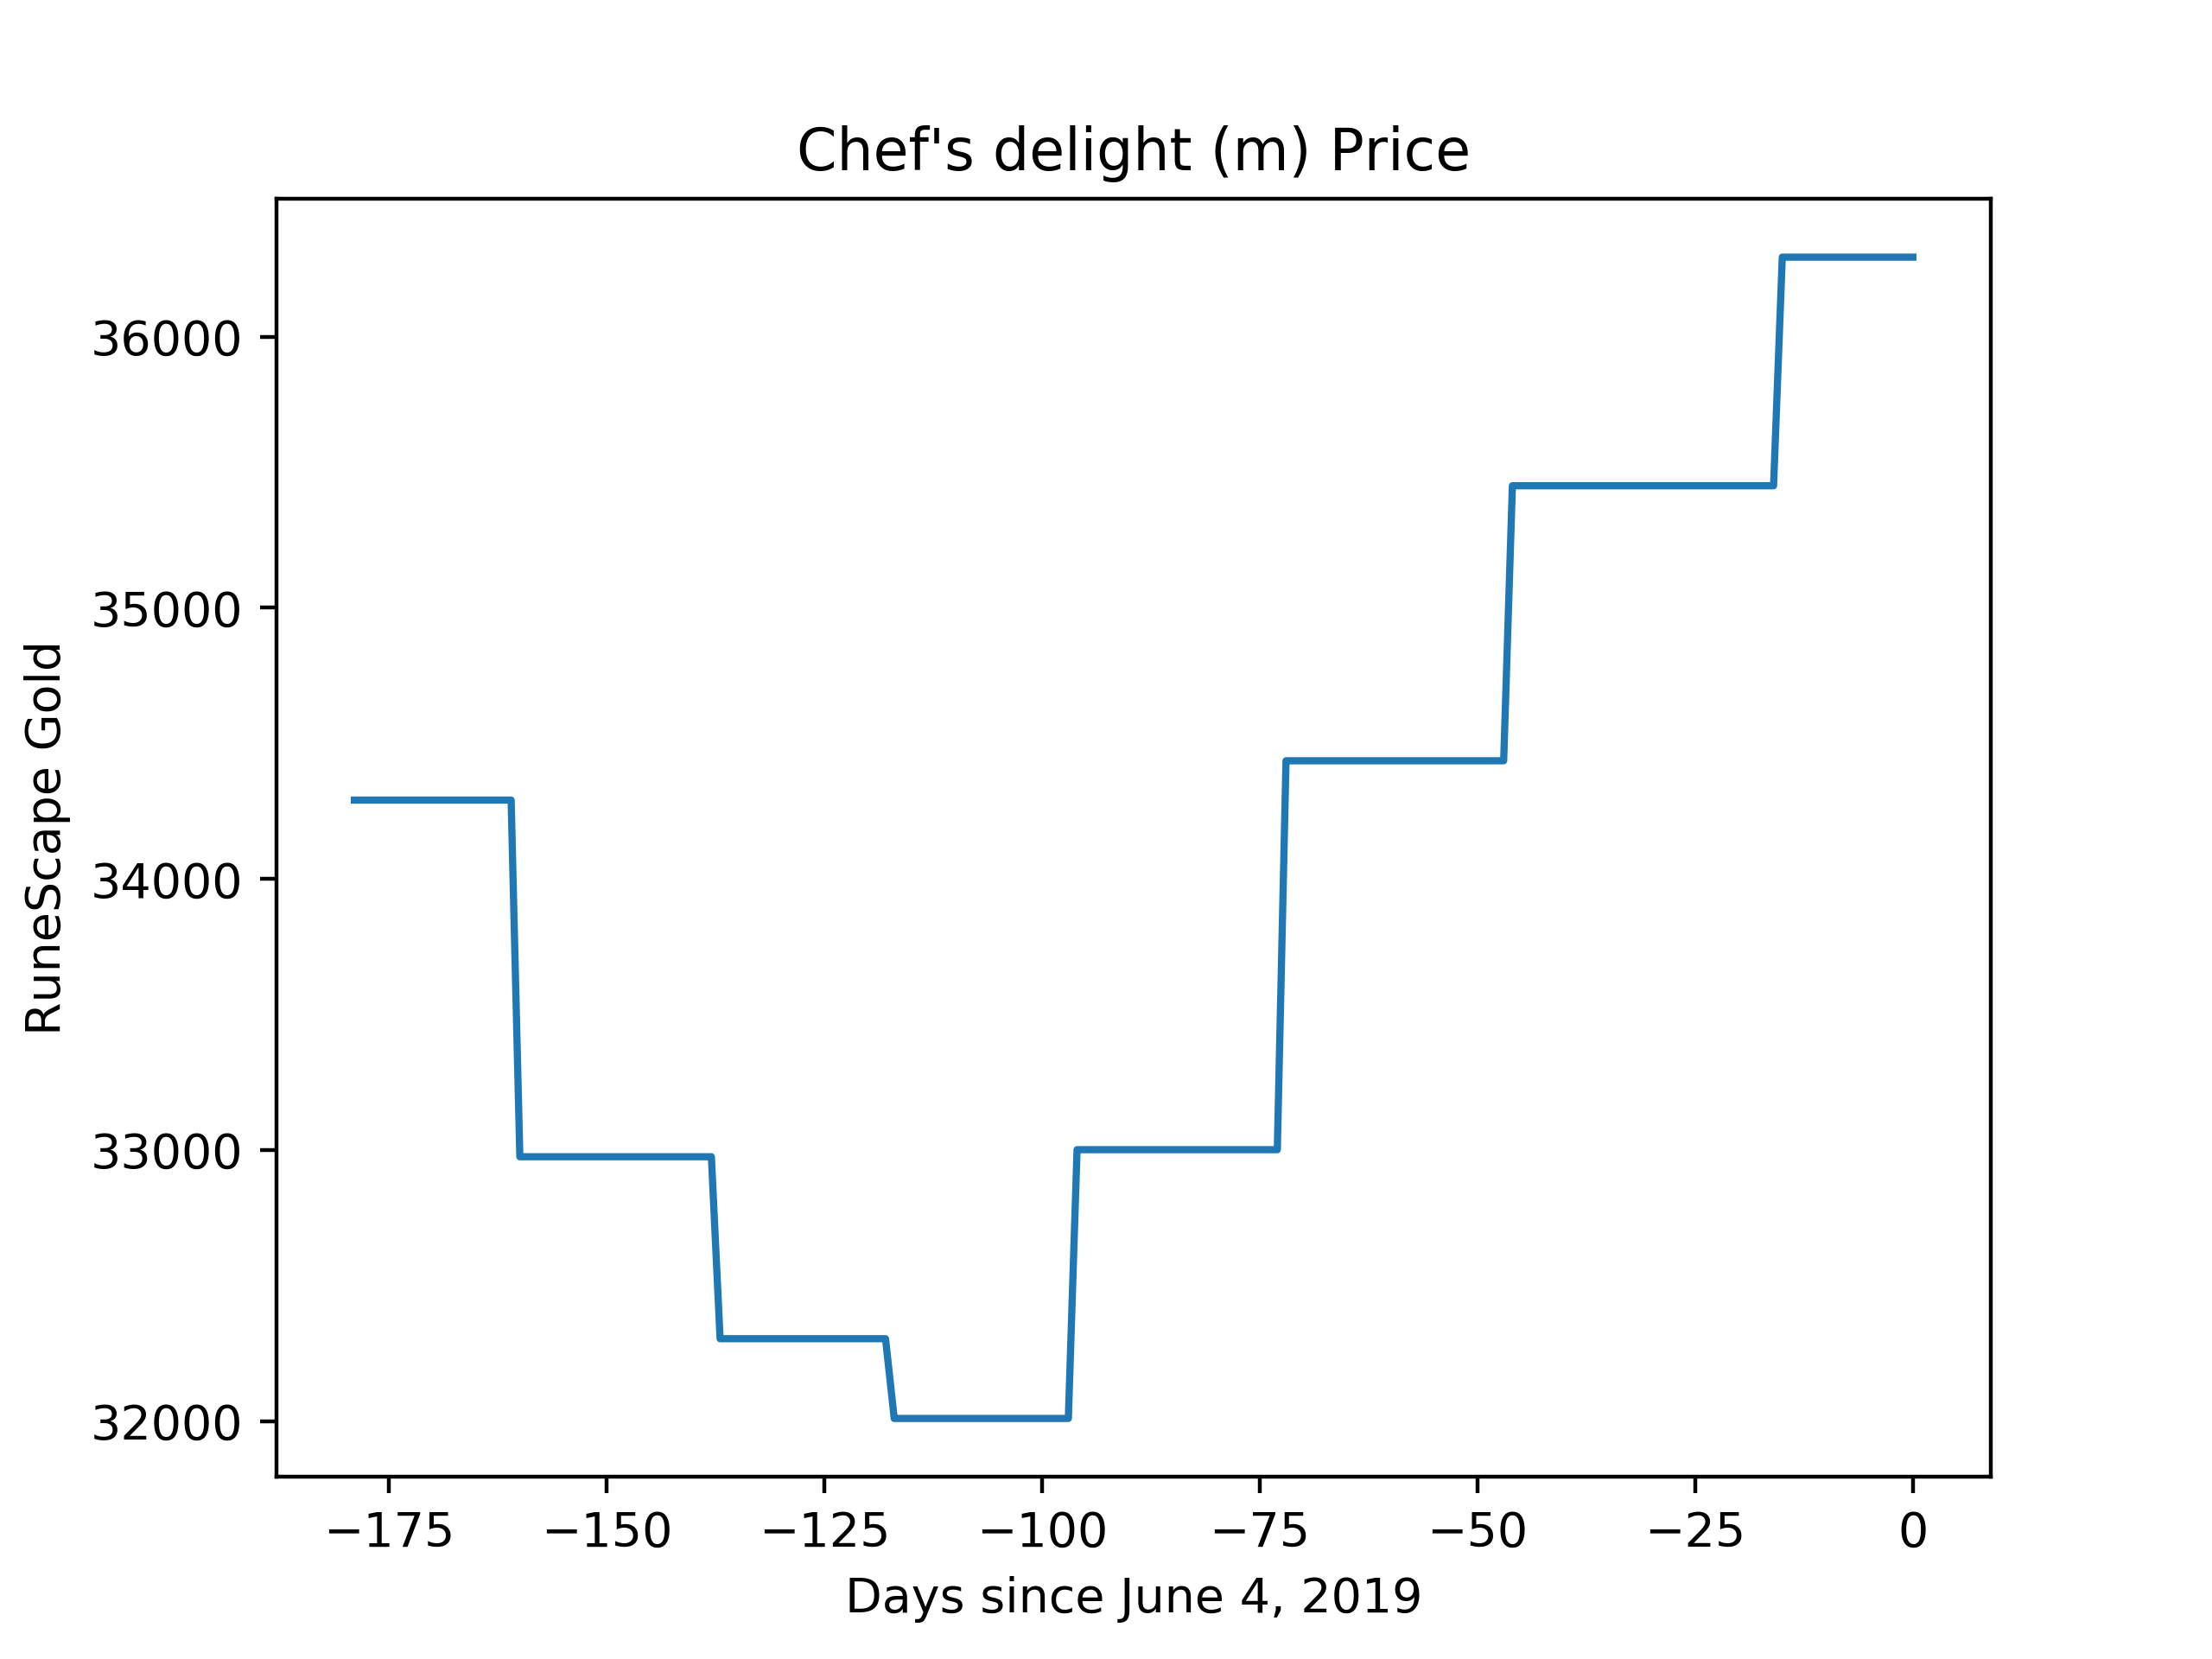 Chef's delight (m) Price
36000
35000
34000
33000
32000
RuneScape Gold
−175 −150 −125 −100 −75 −50 −25 0
Days since June 4, 2019